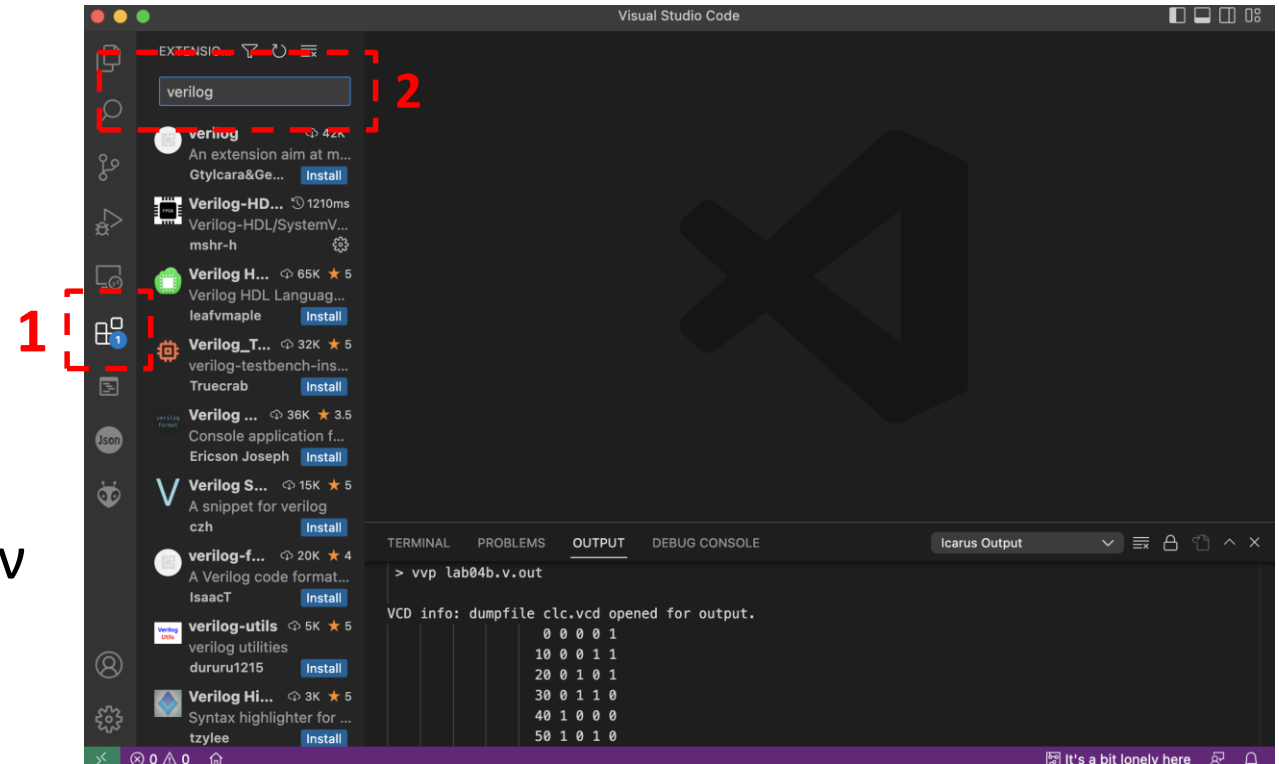 Visual Studio Code
EXTENSIO...
verilog
2
verilog 42K
An extension aim at m...
Gtylcara&Ge... Install
Verilog-HD... 1210ms
Verilog-HDL/SystemV...
mshr-h
Verilog H... 65K ★ 5
Verilog HDL Languag...
leafvmaple Install
1
1
Verilog_T... 32K ★ 5
verilog-testbench-ins...
Truecrab Install
Verilog ... 36K ★ 3.5
Console application f...
Ericson Joseph Install
verilog
format
Json
Verilog S... 15K ★ 5
A snippet for verilog
czh Install
v
verilog-f... 20K ★ 4
A Verilog code format...
IsaacT Install
Verilog
Utils
verilog-utils 5K ★ 5
verilog utilities
dururu1215 Install
Verilog Hi... 3K ★ 5
Syntax highlighter for ...
tzylee Install
TERMINAL PROBLEMS OUTPUT DEBUG CONSOLE Icarus Output
> vvp lab04b.v.out
VCD info: dumpfile clc.vcd opened for output.
0 0 0 0 1
10 0 0 1 1
20 0 1 0 1
30 0 1 1 0
40 1 0 0 0
50 1 0 1 0
0 0 It's a bit lonely here